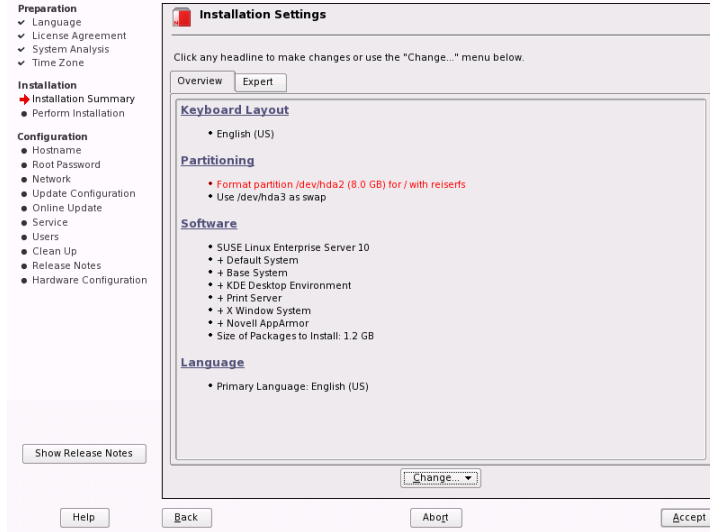 Preparation
Language
License Agreement
System Analysis
Time Zone
Installation
Installation Summary
Perform Installation
Configuration
Hostname
Root Password
Network
Update Configuration
Online Update
Service
Users
Clean Up
Release Notes
Hardware Configuration
Show Release Notes
Installation Settings
Click any headline to make changes or use the "Change..." menu below.
Overview
Expert
Keyboard Layout
English (US)
Partitioning
Format partition /dev/hda2 (8.0 GB) for / with reiserfs
Use /dev/hda3 as swap
Software
SUSE Linux Enterprise Server 10
+ Default System
+ Base System
+ KDE Desktop Environment
+ Print Server
+ X Window System
+ Novell AppArmor
Size of Packages to Install: 1.2 GB
Language
Primary Language: English (US)
Change...
Help
Back
Abort
Accept